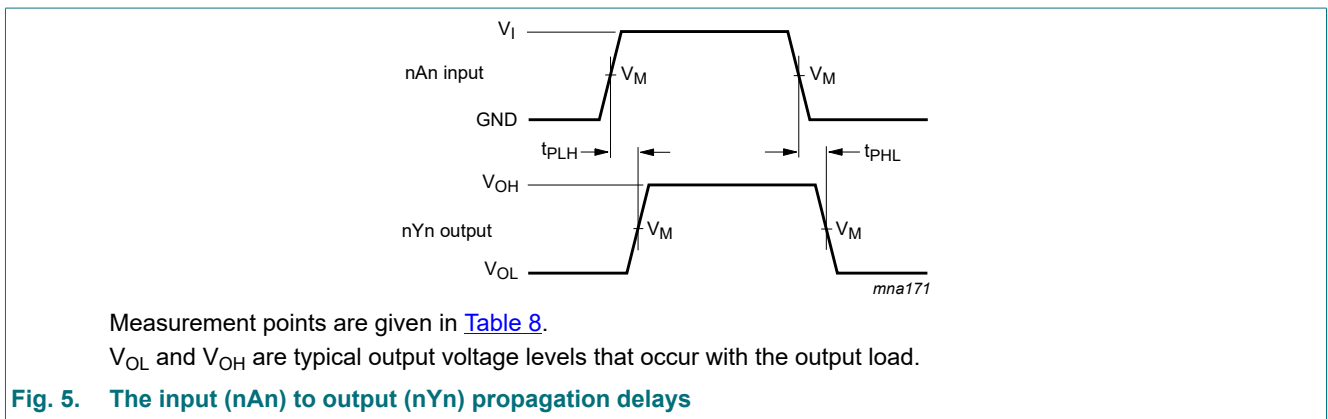 V_I
nAn input
V_M
V_M
GND
t_PLH
t_PHL
V_OH
nYn output
V_M
V_M
V_OL
mna171
Measurement points are given in Table 8.
V_OL and V_OH are typical output voltage levels that occur with the output load.
Fig. 5. The input (nAn) to output (nYn) propagation delays